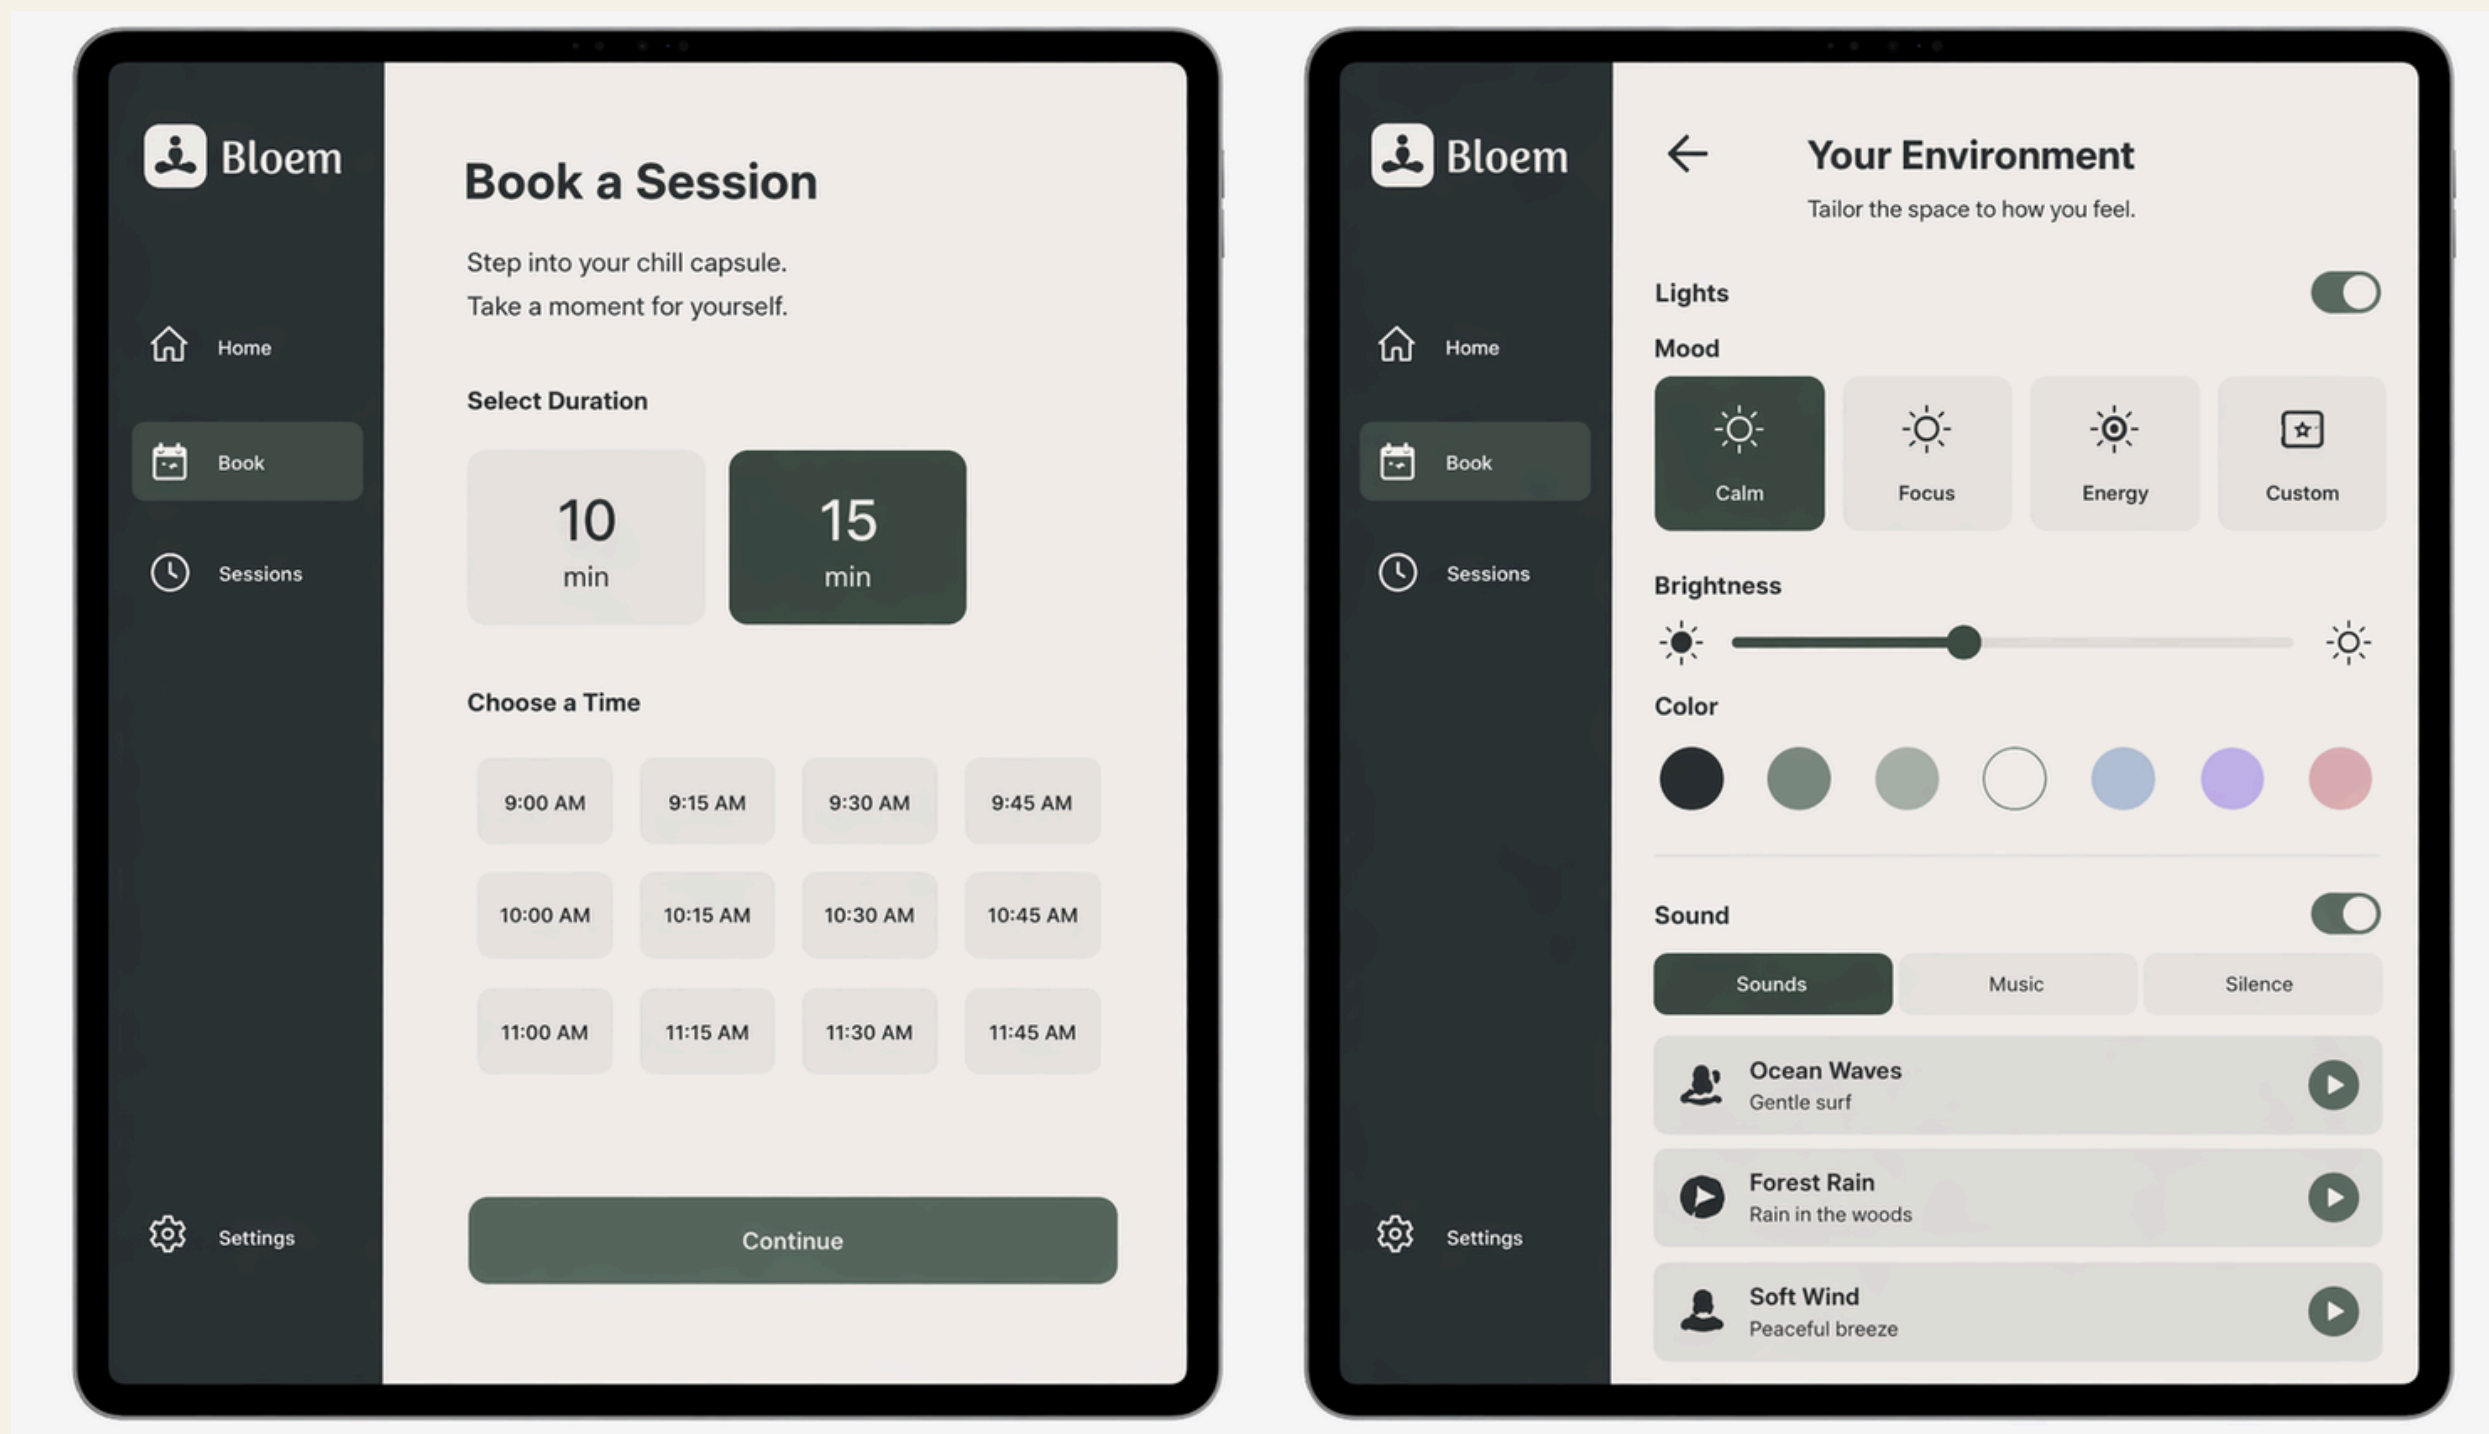 Bloem
Home
Book
Sessions
Settings
Book a Session
Step into your chill capsule.
Take a moment for yourself.
Select Duration
10
min
15
min
Choose a Time
9:00 AM
9:15 AM
9:30 AM
9:45 AM
10:00 AM
10:15 AM
10:30 AM
10:45 AM
11:00 AM
11:15 AM
11:30 AM
11:45 AM
Continue
Bloem
Home
Book
Sessions
Settings
Your Environment
Tailor the space to how you feel.
Lights
Mood
Calm
Focus
Energy
Custom
Brightness
Color
Sound
Sounds
Music
Silence
Ocean Waves
Gentle surf
Forest Rain
Rain in the woods
Soft Wind
Peaceful breeze